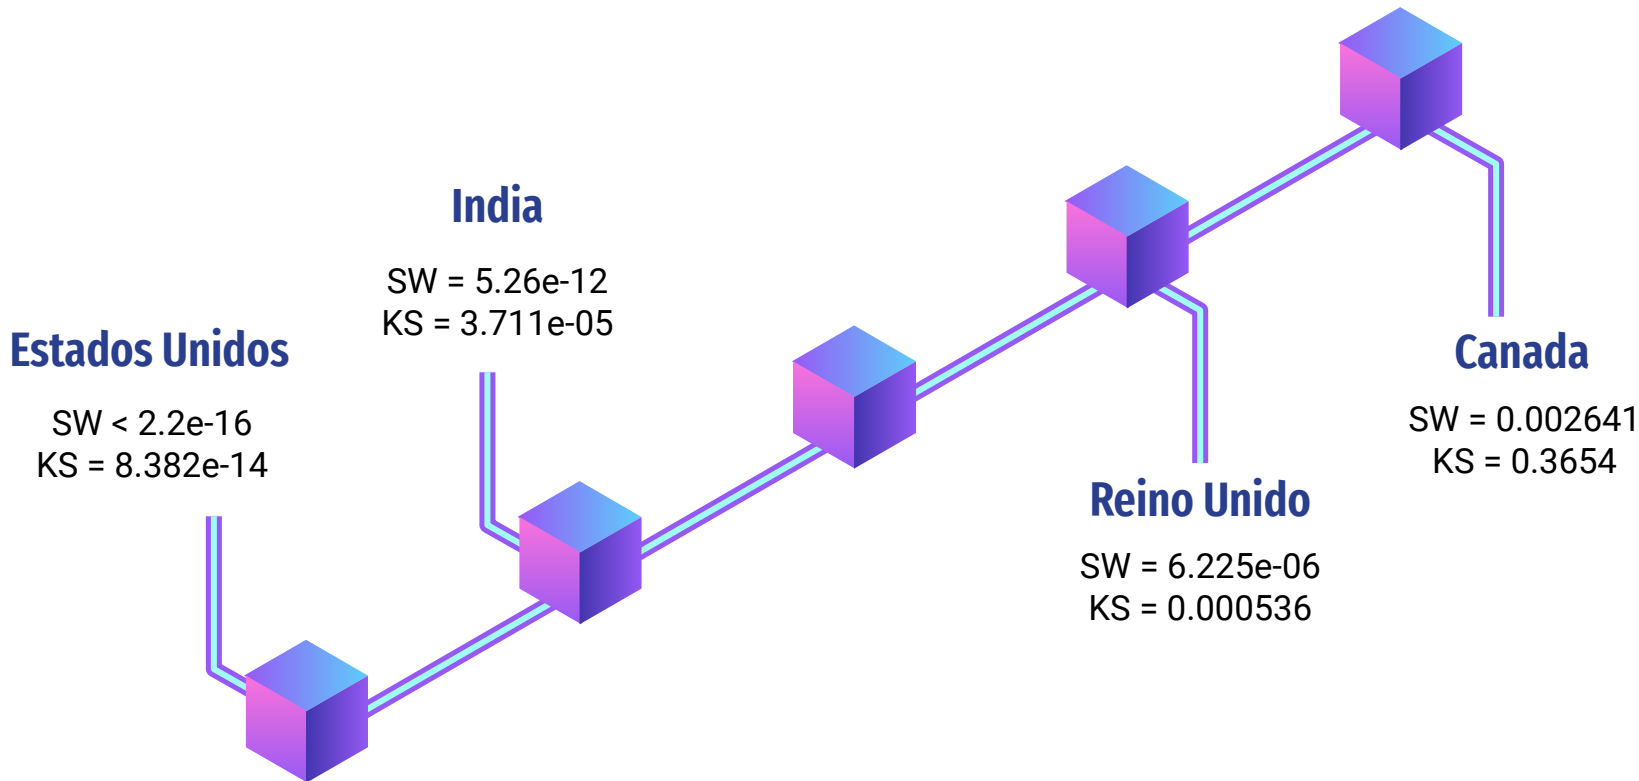 Estados Unidos
SW < 2.2e-16
KS = 8.382e-14
India
SW = 5.26e-12
KS = 3.711e-05
Reino Unido
SW = 6.225e-06
KS = 0.000536
Canada
SW = 0.002641
KS = 0.3654